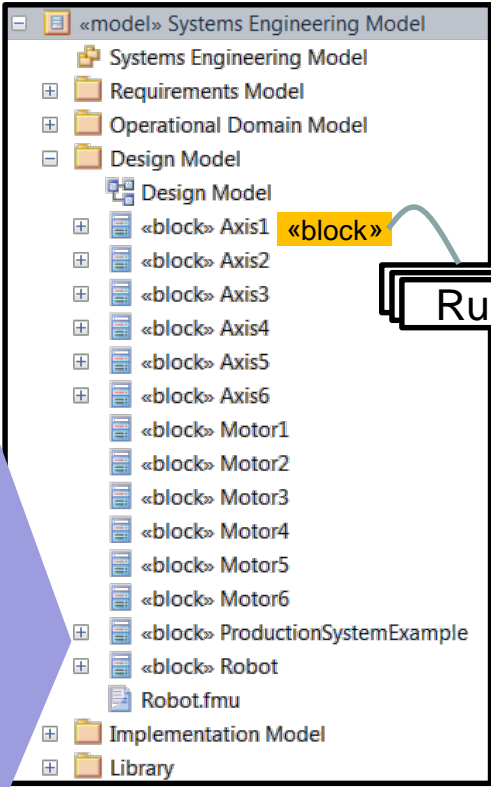 «model» Systems Engineering Model
Systems Engineering Model
Requirements Model
Operational Domain Model
Design Model
Design Model
«block» Axis1 «block»
«block» Axis2
«block» Axis3
Ru
«block» Axis4
«block» Axis5
«block» Axis6
«block» Motor1
«block» Motor2
«block» Motor3
«block» Motor4
«block» Motor5
«block» Motor6
«block» ProductionSystemExample
«block» Robot
Robot.fmu
Implementation Model
Library